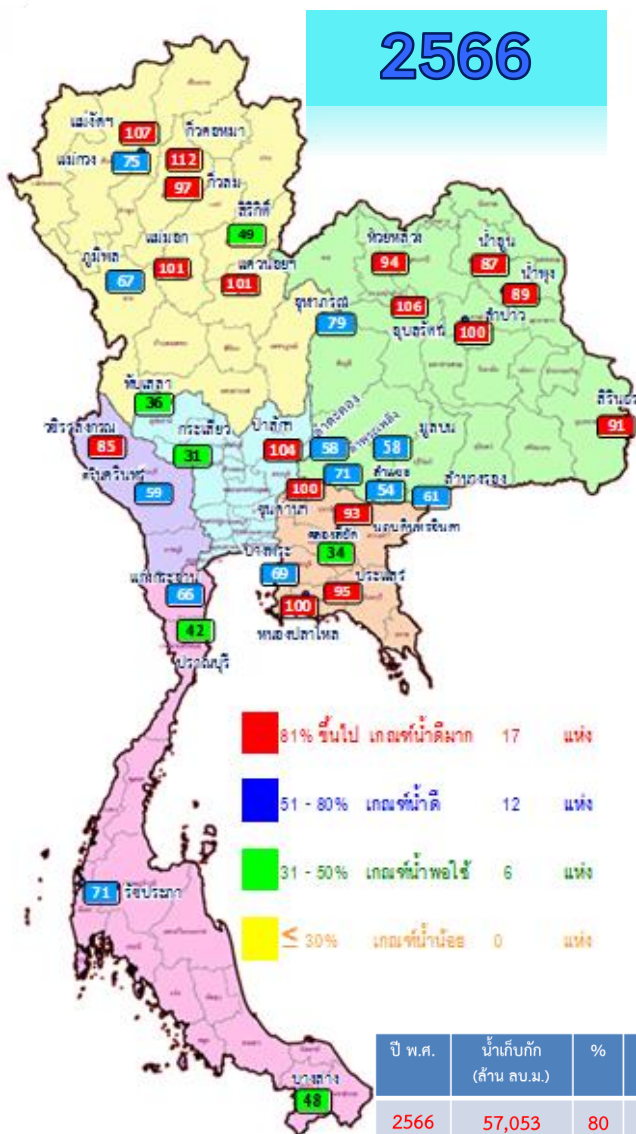 2566
แม่งัดฯ
107
กิ่วคอหมา
แม่กวง
75
112
กิ่วลม
97
สิริกิติ์
49
ภูมิพล
67
แม่มอก
101
แควน้อยฯ
101
ห้วยหลวง
94
น้ำอูน
87
น้ำพุง
89
จุฬาภรณ์
79
106
อุบลรัตน์
ลำปาว
100
สิรินธร
91
ทับเสลา
36
วชิราลงกรณ
85
กระเสียว
31
ป่าสักฯ
104
ลำตะคอง
58
ลำพระเพลิง
71
มูลบน
58
ลำแชะ
54
ลำนางรอง
61
ศรีนครินทร์
59
ขุนด่านฯ
100
93
นฤบดินทรจินดา
คลองสียัด
34
บางพระ
69
ประแสร์
95
100
หนองปลาไหล
แก่งกระจาน
66
42
ปราณบุรี
81% ขึ้นไป เกณฑ์น้ำดีมาก 17 แห่ง
51 - 80% เกณฑ์น้ำดี 12 แห่ง
31 - 50% เกณฑ์น้ำพอใช้ 6 แห่ง
≤ 30% เกณฑ์น้ำน้อย 0 แห่ง
71 รัชประภา
บางลาง
48
ปี พ.ศ. น้ำเก็บกัก %
(ล้าน ลบ.ม.)
2566 57,053 80